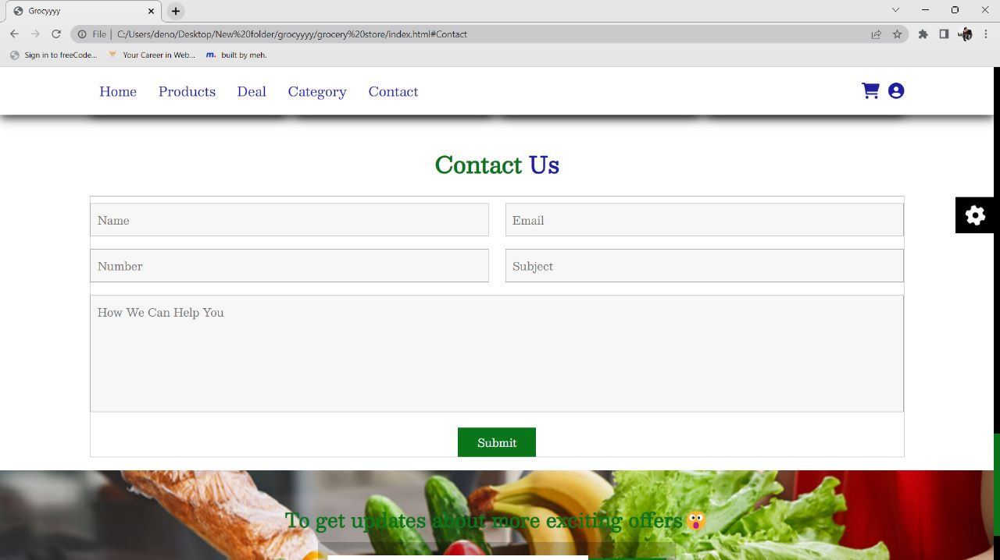 Grocyyyy
File | C:/Users/deno/Desktop/New%20folder/grocyyyy/grocery%20store/index.html#Contact
Sign in to freeCode... Your Career in Web... m. built by meh.
Home Products Deal Category Contact
Contact Us
Name Email
Number Subject
How We Can Help You
Submit
To get updates about more exciting offers😲